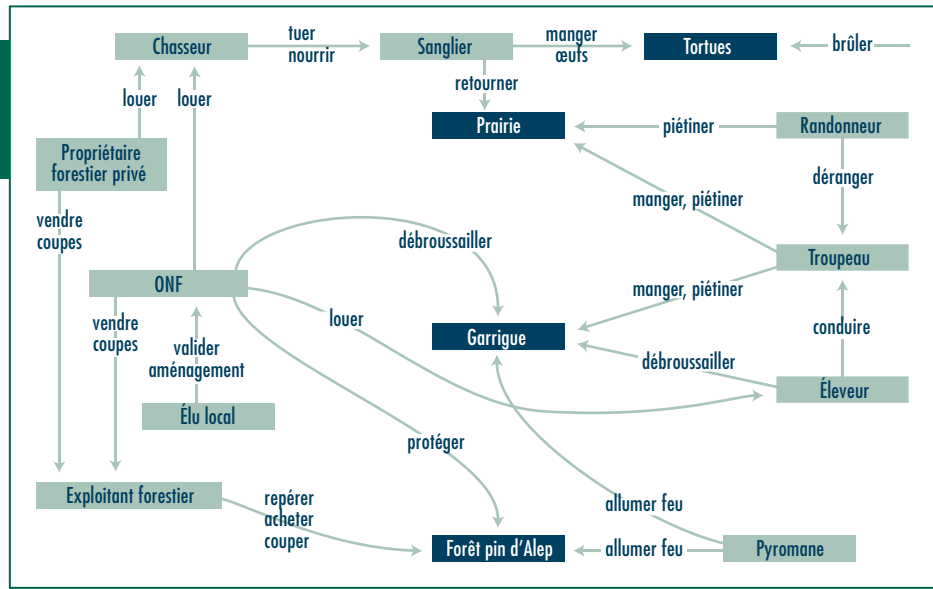 Chasseur
tuer
nourrir
Sanglier
manger
œufs
Tortues
brûler
louer
louer
retourner
Propriétaire
forestier privé
Prairie
piétiner
Randonneur
déranger
vendre
coupes
manger, piétiner
débroussailler
Troupeau
ONF
manger, piétiner
louer
vendre
coupes
valider
aménagement
Garrigue
conduire
débroussailler
Éleveur
Élu local
protéger
Exploitant forestier
repérer
acheter
couper
allumer feu
Forêt pin d’Alep
allumer feu
Pyromane